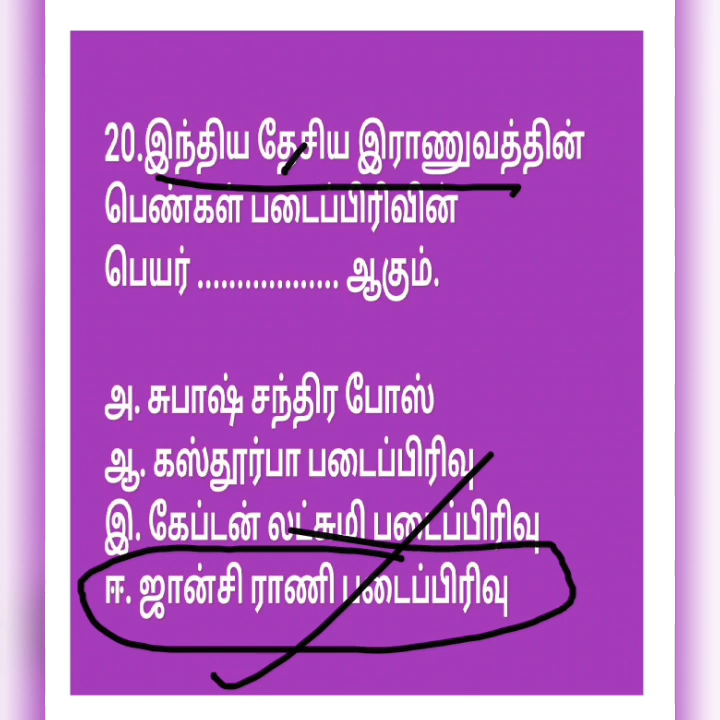 20.இந்திய தேசிய இராணுவத்தின்
பெண்கள் படைப்பிரிவின்
பெயர் .................. ஆகும்.
அ. சுபாஷ் சந்திர போஸ்
ஆ. கஸ்தூர்பா படைப்பிரிவு
இ. கேப்டன் லட்சுமி படைப்பிரிவு
ஈ. ஜான்சி ராணி படைப்பிரிவு